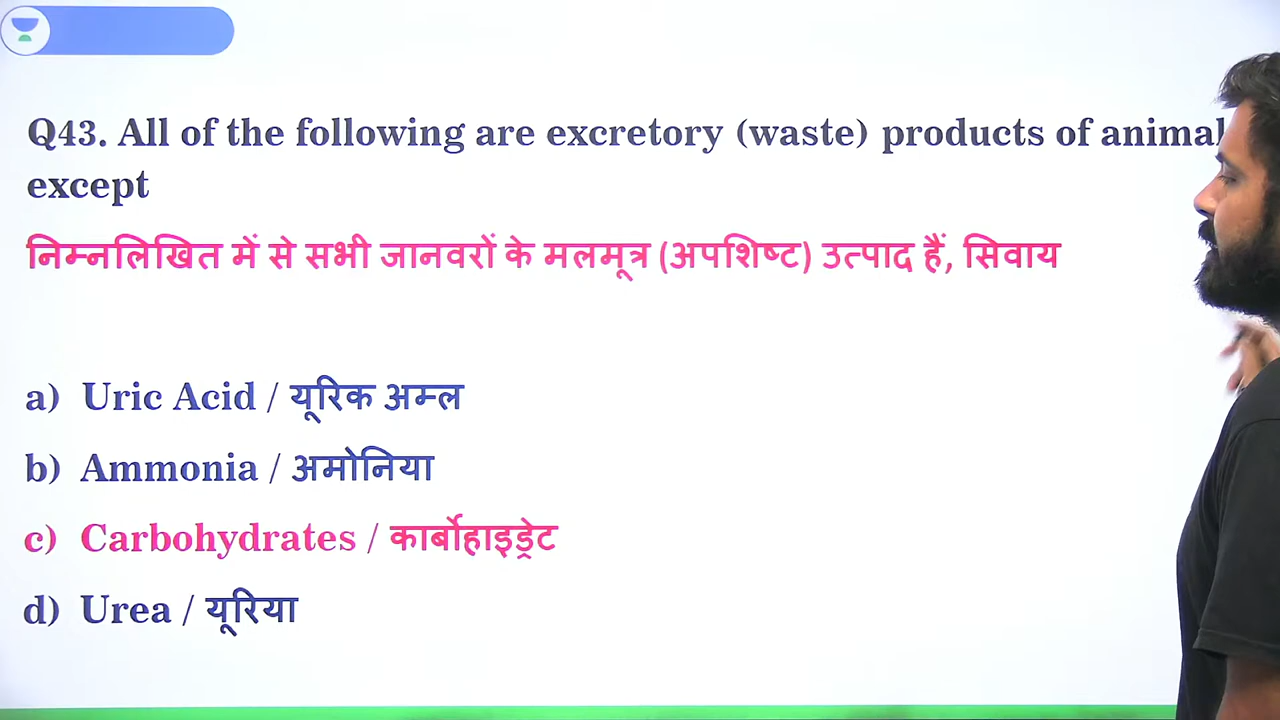 Q43. All of the following are excretory (waste) products of animal
except
निम्नलिखित में से सभी जानवरों के मलमूत्र (अपशिष्ट) उत्पाद हैं, सिवाय
a) Uric Acid / यूरिक अम्ल
b) Ammonia / अमोनिया
c) Carbohydrates / कार्बोहाइड्रेट
d) Urea / यूरिया